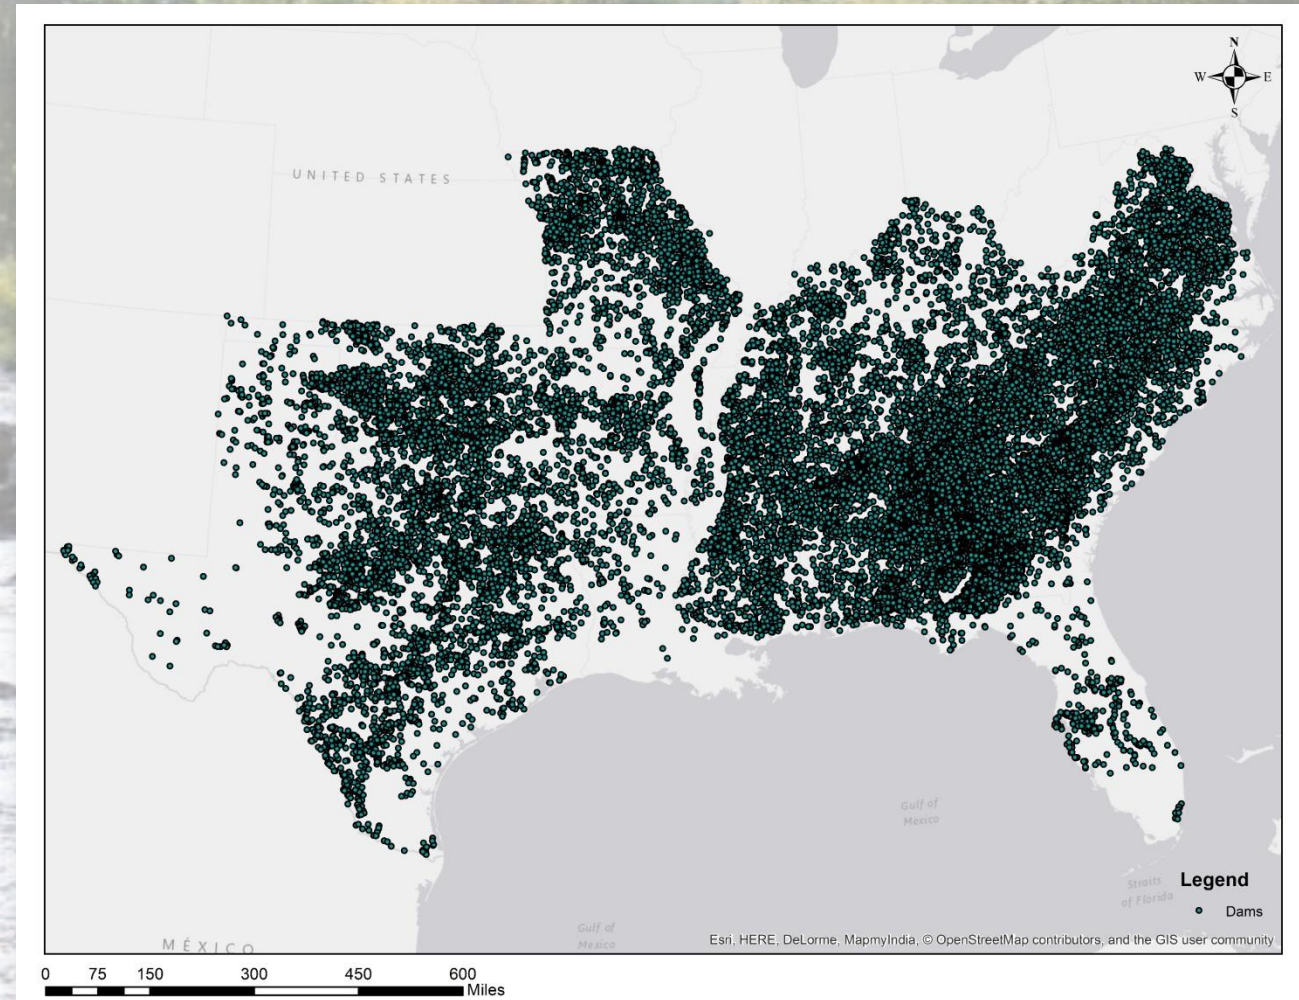 N
W E
S
UNITED STATES
Gulf of
Mexico
Straits
of Florida
Legend
Dams
Gulf of
Mexico
MÉXICO
Esri, HERE, DeLorme, MapmyIndia, © OpenStreetMap contributors, and the GIS user community
0 75 150 300 450 600
Miles